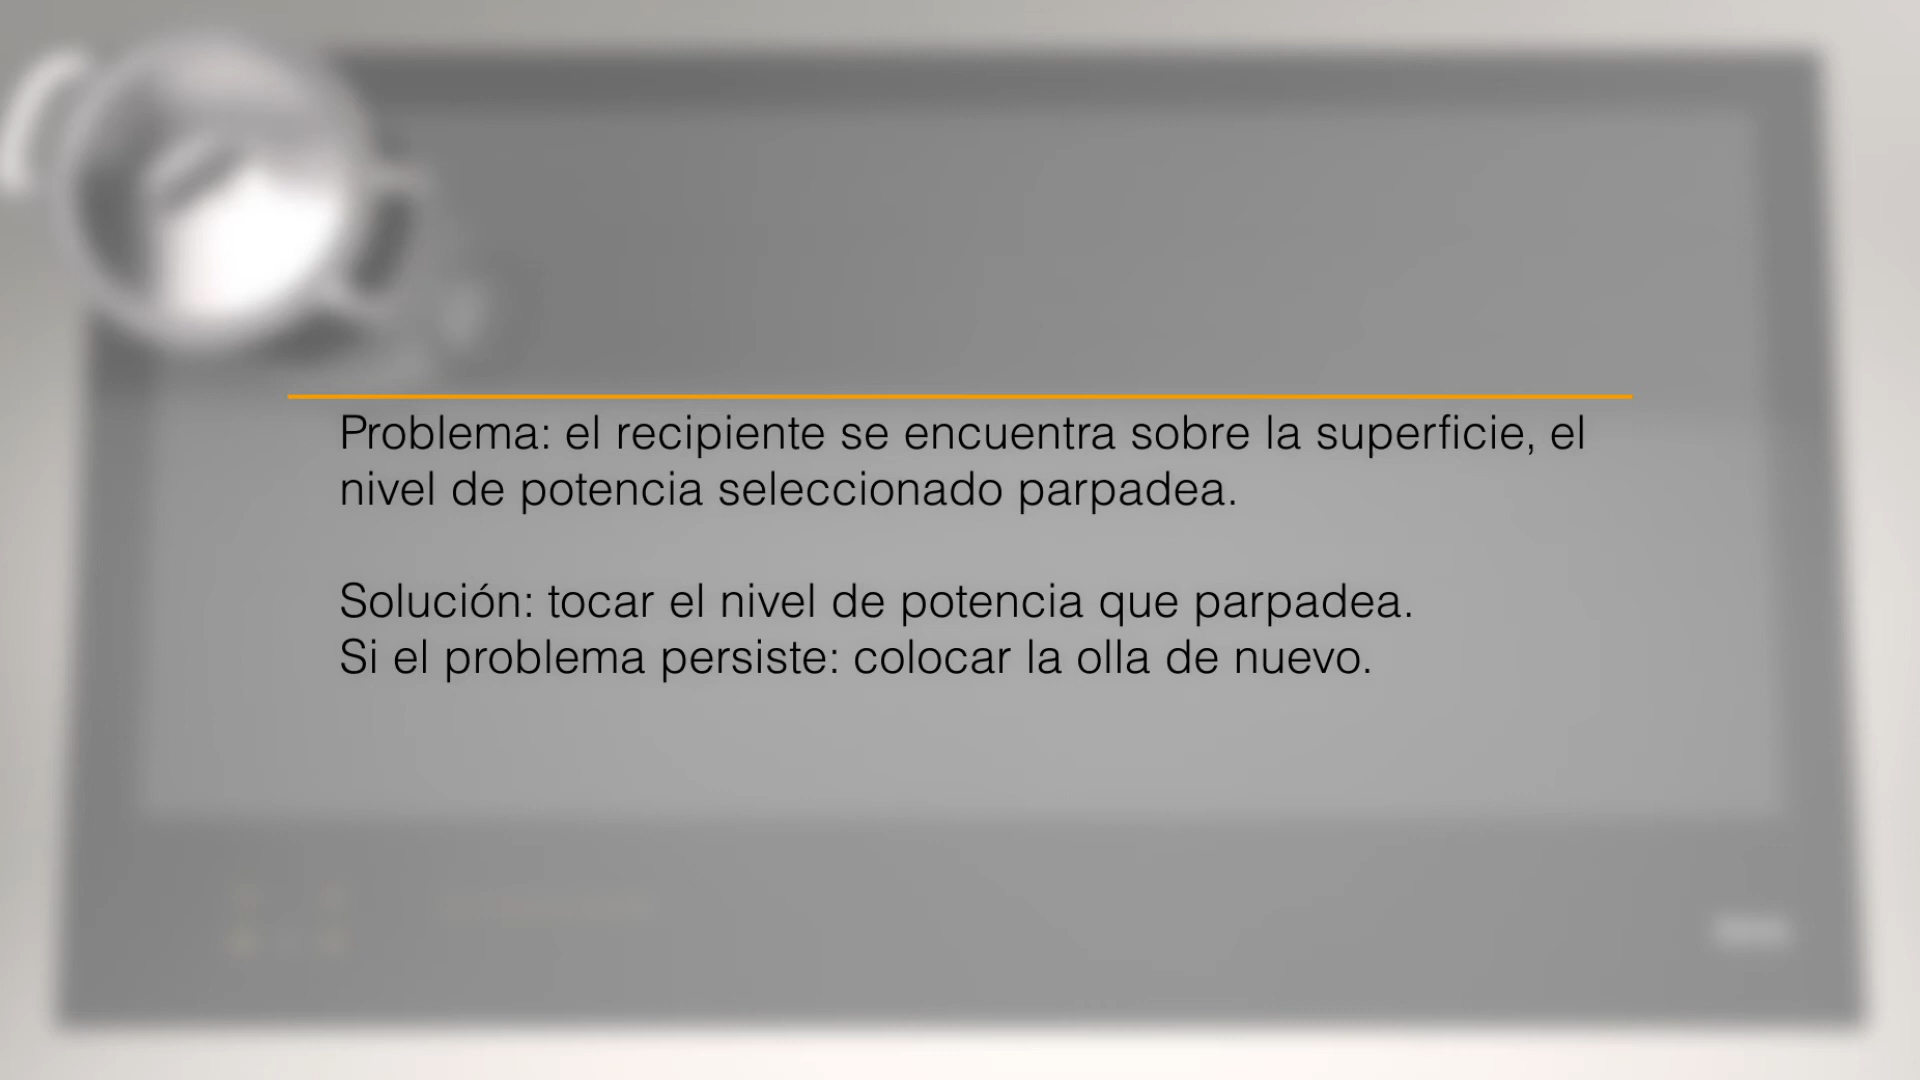 Problema: el recipiente se encuentra sobre la superficie, el
nivel de potencia seleccionado parpadea.
Solución: tocar el nivel de potencia que parpadea.
Si el problema persiste: colocar la olla de nuevo.